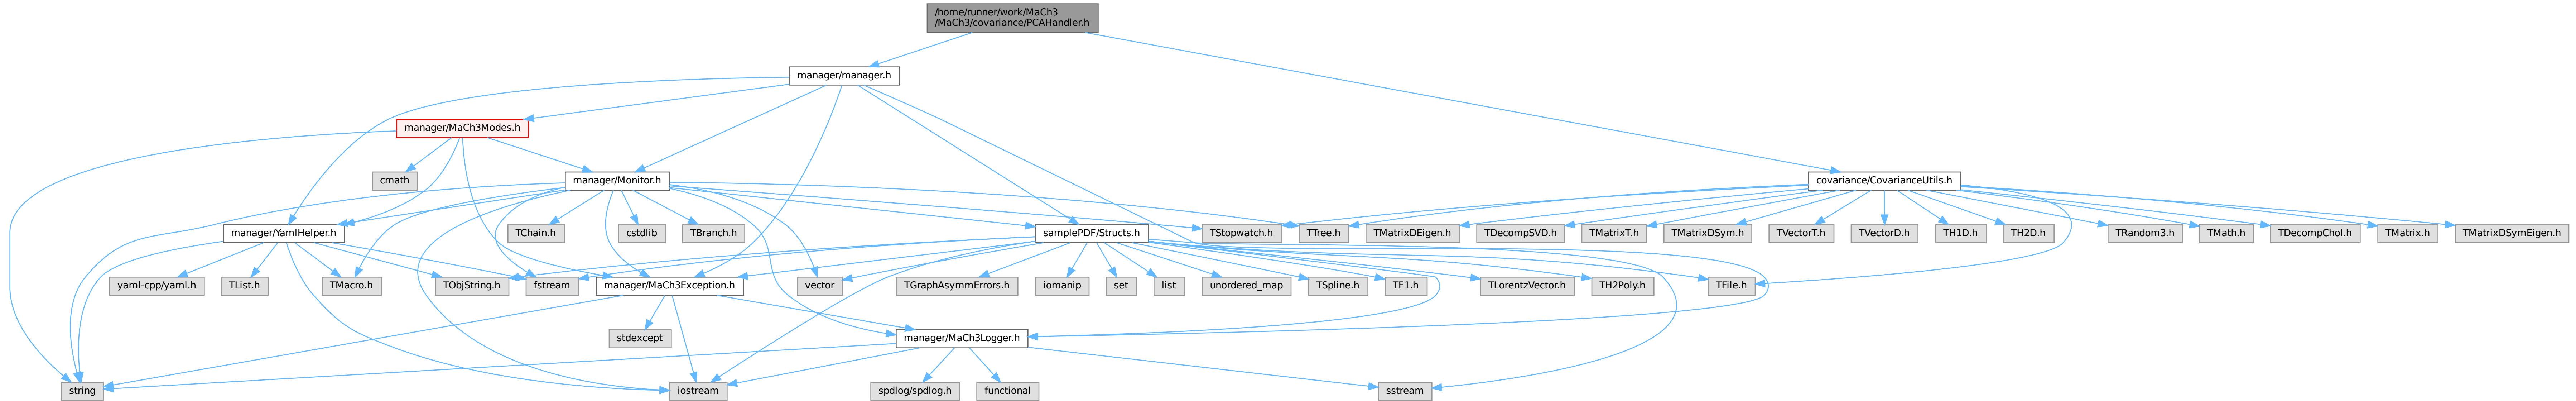 /home/runner/work/MaCh3
/MaCh3/covariance/PCAHandler.h
manager/manager.h
manager/MaCh3Modes.h
cmath
manager/Monitor.h
covariance/CovarianceUtils.h
manager/YamlHelper.h
TChain.h
cstdlib
TBranch.h
samplePDF/Structs.h
TStopwatch.h
TTree.h
TMatrixDEigen.h
TDecompSVD.h
TMatrixT.h
TMatrixDSym.h
TVectorT.h
TVectorD.h
TH1D.h
TH2D.h
TRandom3.h
TMath.h
TDecompChol.h
TMatrix.h
TMatrixDSymEigen.h
yaml-cpp/yaml.h
TList.h
TMacro.h
TObjString.h
fstream
manager/MaCh3Exception.h
vector
TGraphAsymmErrors.h
iomanip
set
list
unordered_map
TSpline.h
TF1.h
TLorentzVector.h
TH2Poly.h
TFile.h
stdexcept
manager/MaCh3Logger.h
string
iostream
spdlog/spdlog.h
functional
sstream